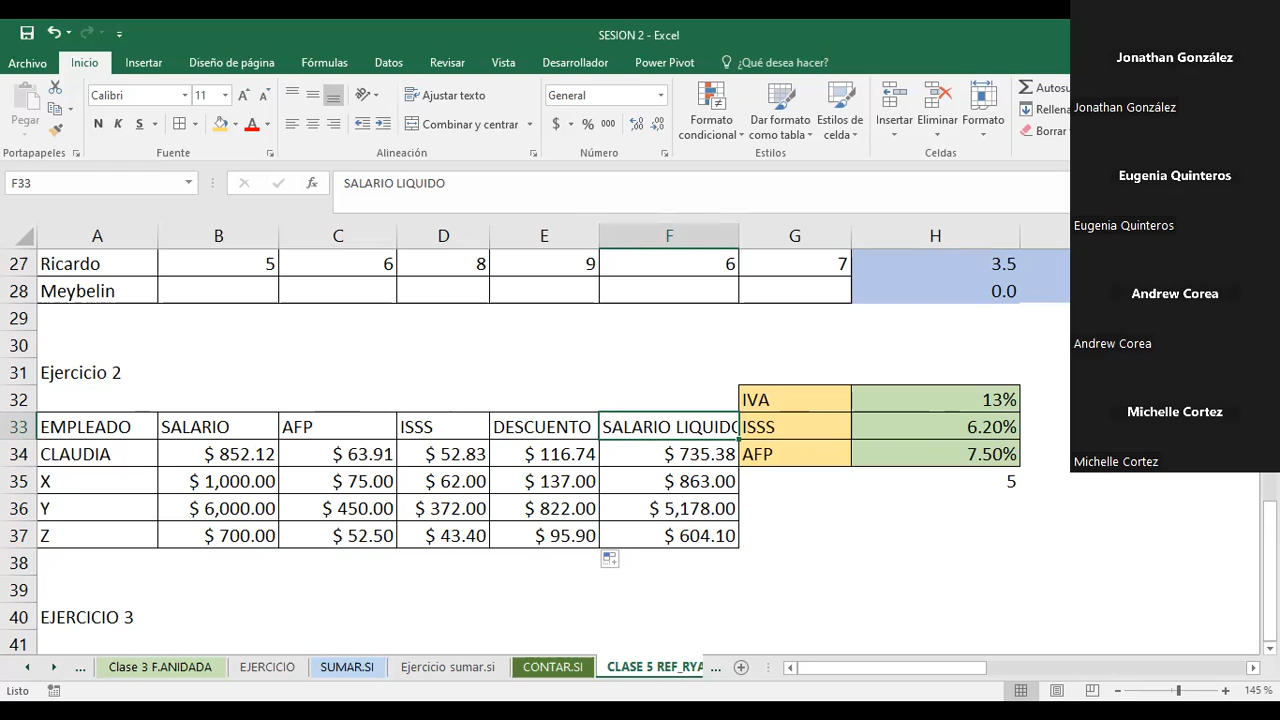 SESION 2 - Excel
Archivo Inicio Insertar Diseño de página Fórmulas Datos Revisar Vista Desarrollador Power Pivot ¿Qué desea hacer?
Pegar
Calibri 11
N K S
Ajustar texto
Combinar y centrar
General
$ % 000
Formato condicional
Dar formato como tabla
Estilos de celda
Insertar Eliminar Formato
Autosu
Rellena
Borrar
Portapapeles Fuente Alineación Número Estilos Celdas
F33 fx SALARIO LIQUIDO
A B C D E F G H
27 Ricardo 5 6 8 9 6 7 3.5
28 Meybelin 0.0
29
30
31 Ejercicio 2
32 IVA 13%
33 EMPLEADO SALARIO AFP ISSS DESCUENTO SALARIO LIQUIDO ISSS 6.20%
34 CLAUDIA $ 852.12 $ 63.91 $ 52.83 $ 116.74 $ 735.38 AFP 7.50%
35 X $ 1,000.00 $ 75.00 $ 62.00 $ 137.00 $ 863.00 5
36 Y $ 6,000.00 $ 450.00 $ 372.00 $ 822.00 $ 5,178.00
37 Z $ 700.00 $ 52.50 $ 43.40 $ 95.90 $ 604.10
38
39
40 EJERCICIO 3
41
... Clase 3 F.ANIDADA EJERCICIO SUMAR.SI Ejercicio sumar.si CONTAR.SI CLASE 5 REF_RYA ...
Listo 145 %
Jonathan González
Jonathan González
Eugenia Quinteros
Eugenia Quinteros
Andrew Corea
Andrew Corea
Michelle Cortez
Michelle Cortez